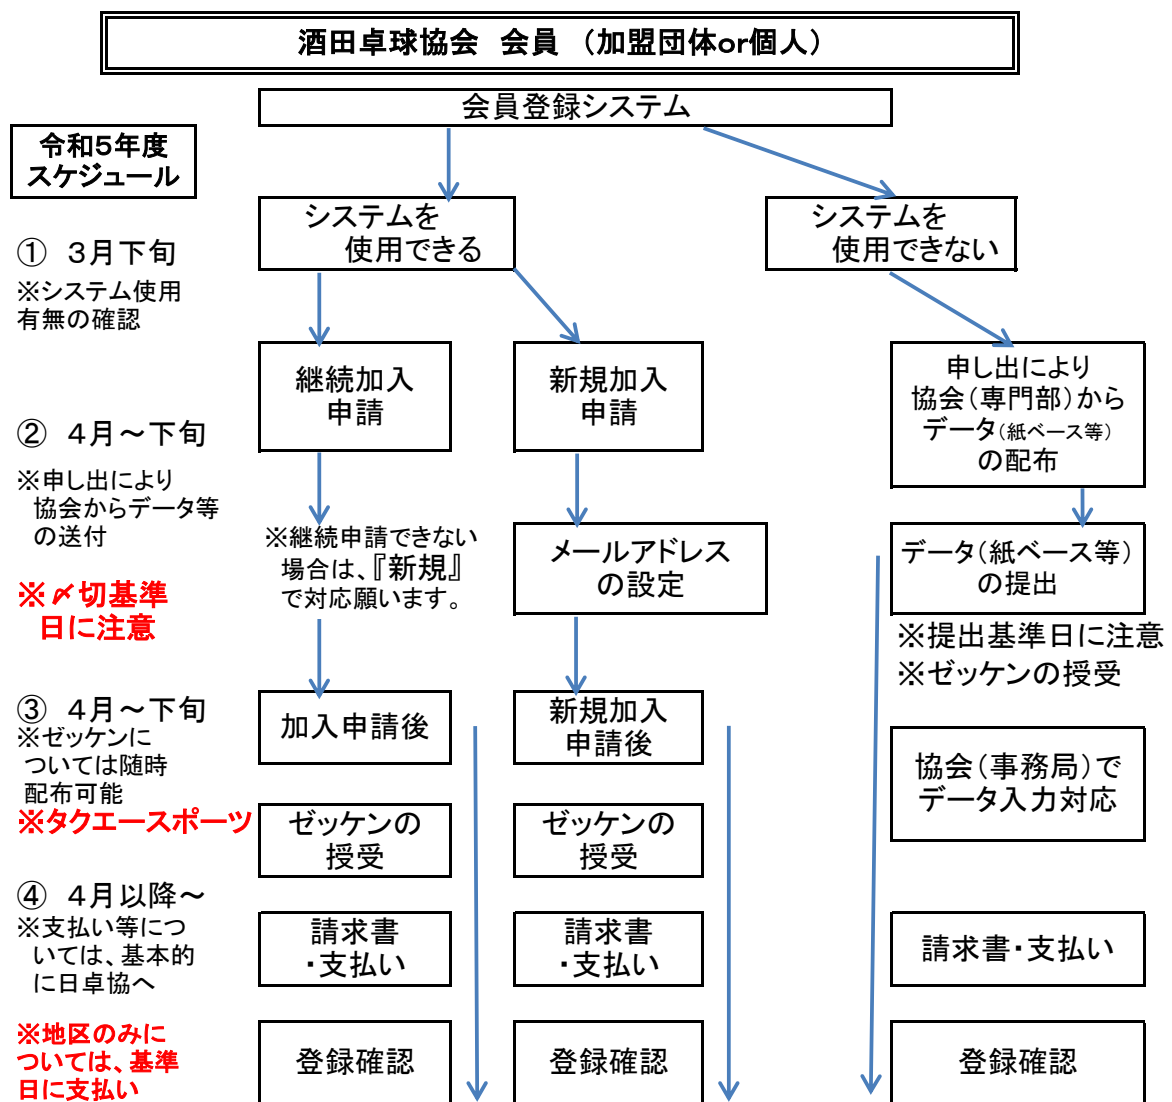 酒田卓球協会 会員 （加盟団体or個人）
会員登録システム
令和5年度
スケジュール
システムを
使用できる
システムを
使用できない
① 3月下旬
※システム使用
有無の確認
継続加入
申請
新規加入
申請
申し出により
協会（専門部）から
データ（紙ベース等）
の配布
② 4月～下旬
※申し出により
協会からデータ等
の送付
※〆切基準
日に注意
※継続申請できない
場合は、『新規』
で対応願います。
メールアドレス
の設定
データ（紙ベース等）
の提出
※提出基準日に注意
※ゼッケンの授受
③ 4月～下旬
※ゼッケンに
ついては随時
配布可能
※タクエースポーツ
加入申請後
新規加入
申請後
協会（事務局）で
データ入力対応
ゼッケンの
授受
ゼッケンの
授受
④ 4月以降～
※支払い等につ
いては、基本的
に日卓協へ
請求書
・支払い
請求書
・支払い
請求書・支払い
※地区のみに
ついては、基準
日に支払い
登録確認
登録確認
登録確認